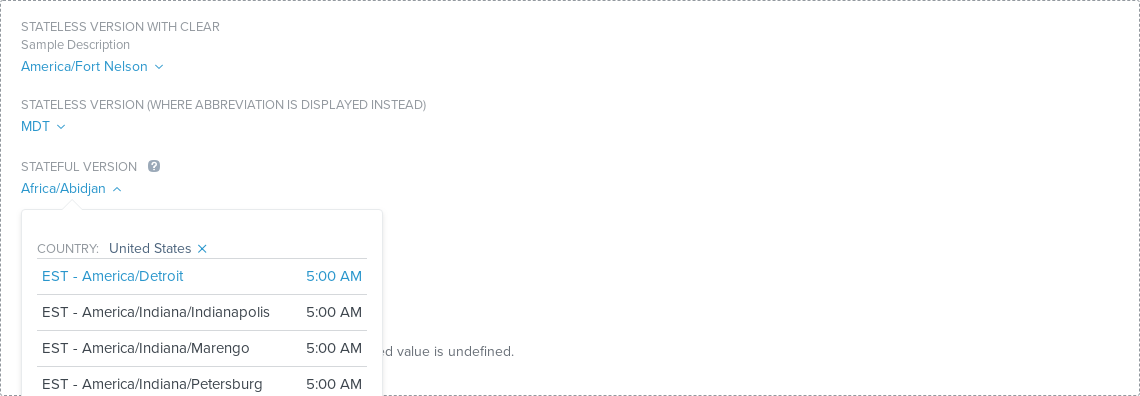 STATELESS VERSION WITH CLEAR
Sample Description
America/Fort Nelson
STATELESS VERSION (WHERE ABBREVIATION IS DISPLAYED INSTEAD)
MDT
STATEFUL VERSION ?
Africa/Abidjan
COUNTRY: United States ×
EST - America/Detroit 5:00 AM
EST - America/Indiana/Indianapolis 5:00 AM
EST - America/Indiana/Marengo 5:00 AM
value is undefined.
EST - America/Indiana/Petersburg 5:00 AM